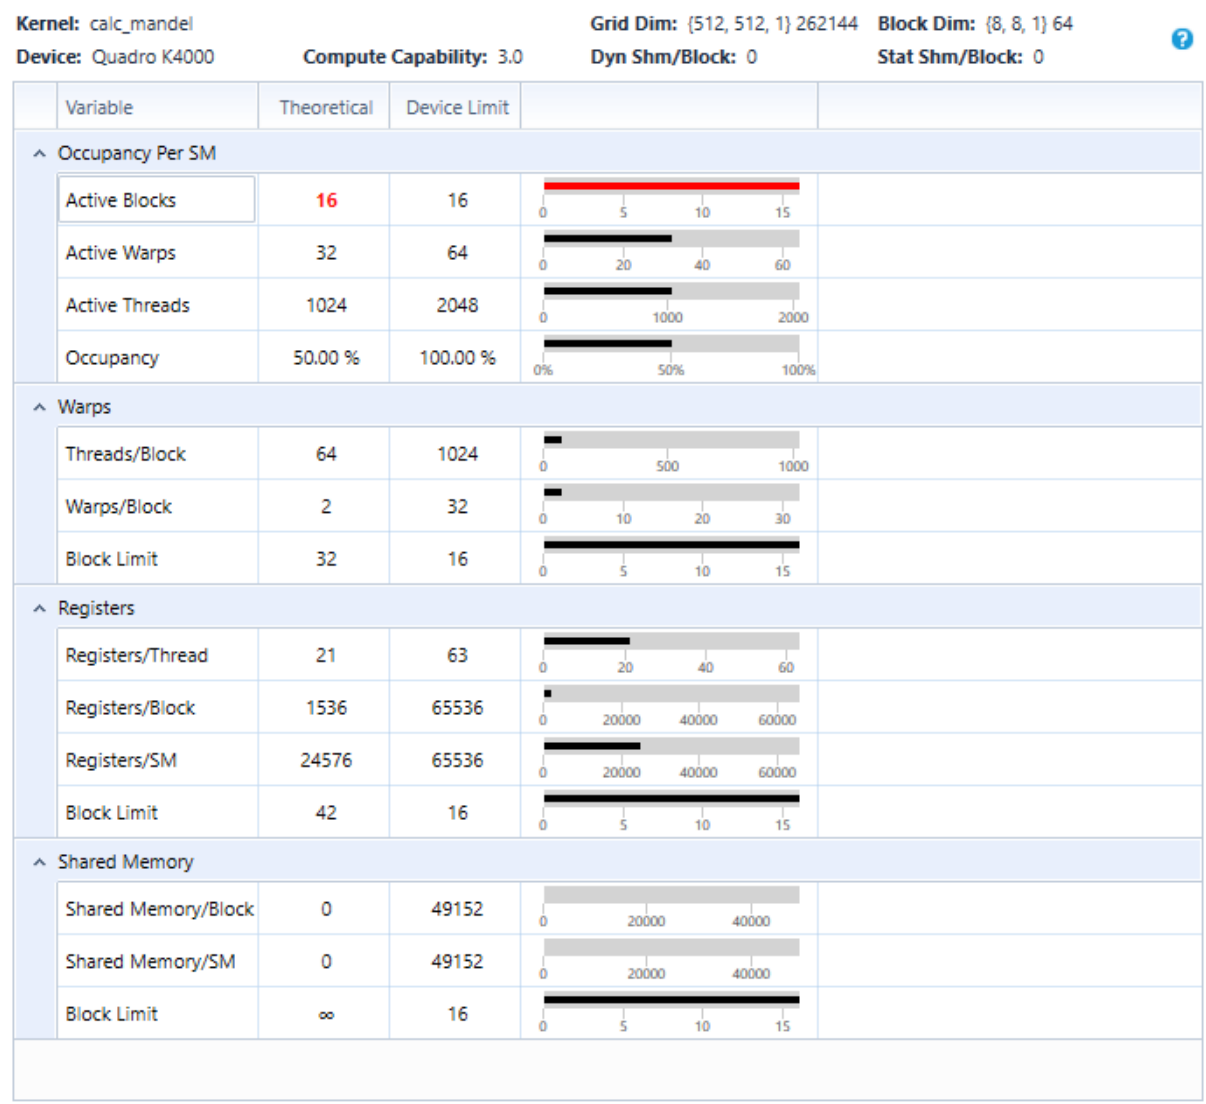 Kernel: calc_mandel Grid Dim: {512, 512, 1} 262144 Block Dim: {8, 8, 1} 64
Device: Quadro K4000 Compute Capability: 3.0 Dyn Shm/Block: 0 Stat Shm/Block: 0
?
Variable Theoretical Device Limit
Occupancy Per SM
Active Blocks 16 16
0 5 10 15
Active Warps 32 64
0 20 40 60
Active Threads 1024 2048
0 1000 2000
Occupancy 50.00 % 100.00 %
0% 50% 100%
Warps
Threads/Block 64 1024
0 500 1000
Warps/Block 2 32
0 10 20 30
Block Limit 32 16
0 5 10 15
Registers
Registers/Thread 21 63
0 20 40 60
Registers/Block 1536 65536
0 20000 40000 60000
Registers/SM 24576 65536
0 20000 40000 60000
Block Limit 42 16
0 5 10 15
Shared Memory
Shared Memory/Block 0 49152
0 20000 40000
Shared Memory/SM 0 49152
0 20000 40000
Block Limit ∞ 16
0 5 10 15